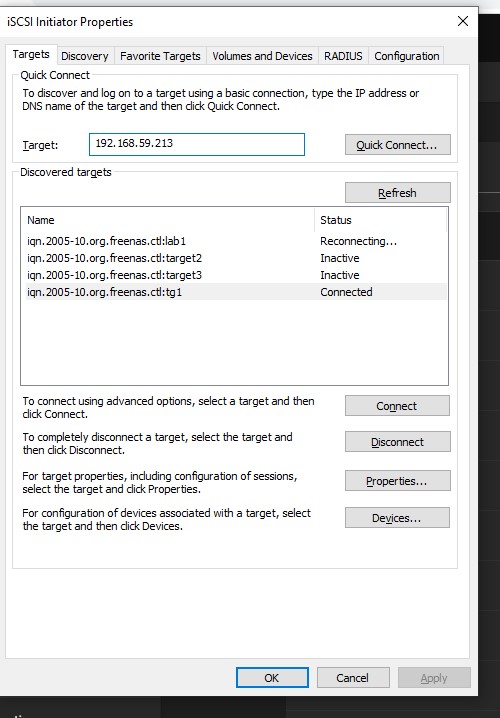 iSCSI Initiator Properties
Targets Discovery Favorite Targets Volumes and Devices RADIUS Configuration
Quick Connect
To discover and log on to a target using a basic connection, type the IP address or
DNS name of the target and then click Quick Connect.
Target: 192.168.59.213 Quick Connect...
Discovered targets
Refresh
Name Status
iqn.2005-10.org.freenas.ctl:lab1 Reconnecting...
iqn.2005-10.org.freenas.ctl:target2 Inactive
iqn.2005-10.org.freenas.ctl:target3 Inactive
iqn.2005-10.org.freenas.ctl:tg1 Connected
To connect using advanced options, select a target and then
click Connect.
Connect
To completely disconnect a target, select the target and
then click Disconnect.
Disconnect
For target properties, including configuration of sessions,
select the target and click Properties.
Properties...
For configuration of devices associated with a target, select
the target and then click Devices.
Devices...
OK Cancel Apply